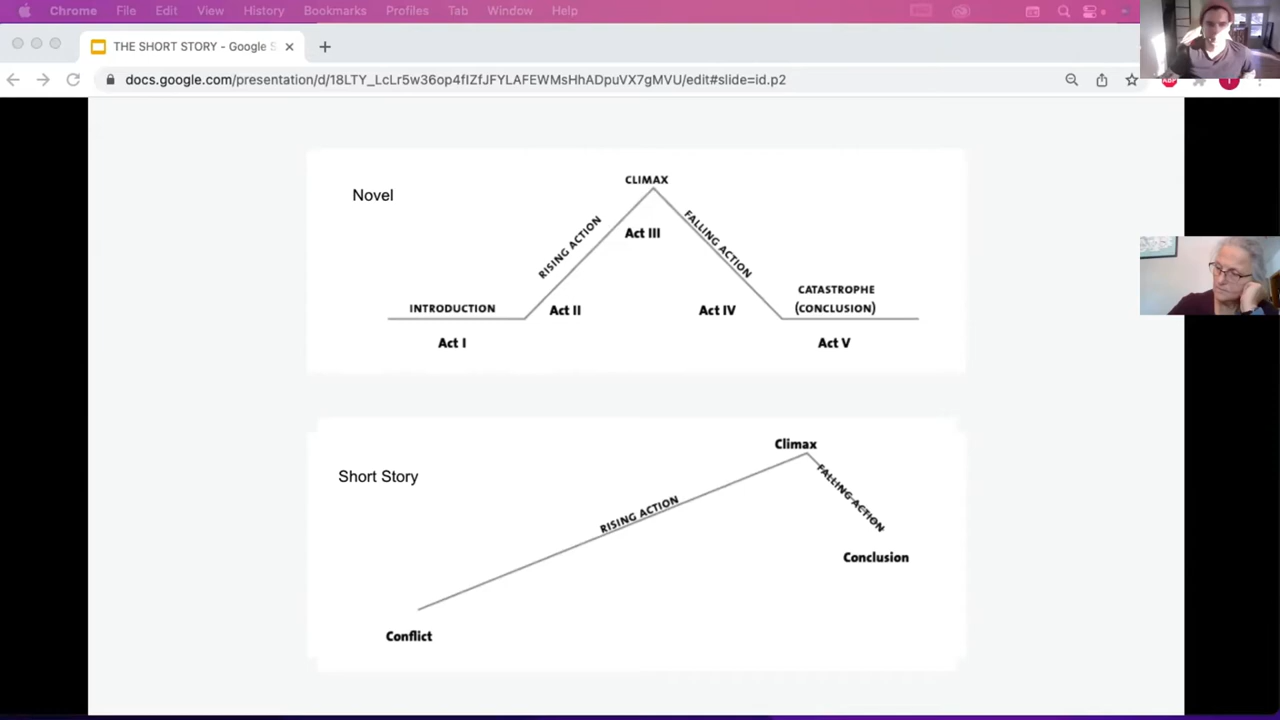 Chrome File Edit View History Bookmarks Profiles Tab Window Help
THE SHORT STORY - Google S
docs.google.com/presentation/d/18LTY_LcLr5w36op4fIZfJFYLAFEWMsHhADpuVX7gMVU/edit#slide=id.p2
Novel
CLIMAX
RISING ACTION
FALLING ACTION
Act III
INTRODUCTION
Act II
Act IV
CATASTROPHE
(CONCLUSION)
Act I
Act V
Short Story
Climax
RISING ACTION
FALLING ACTION
Conclusion
Conflict